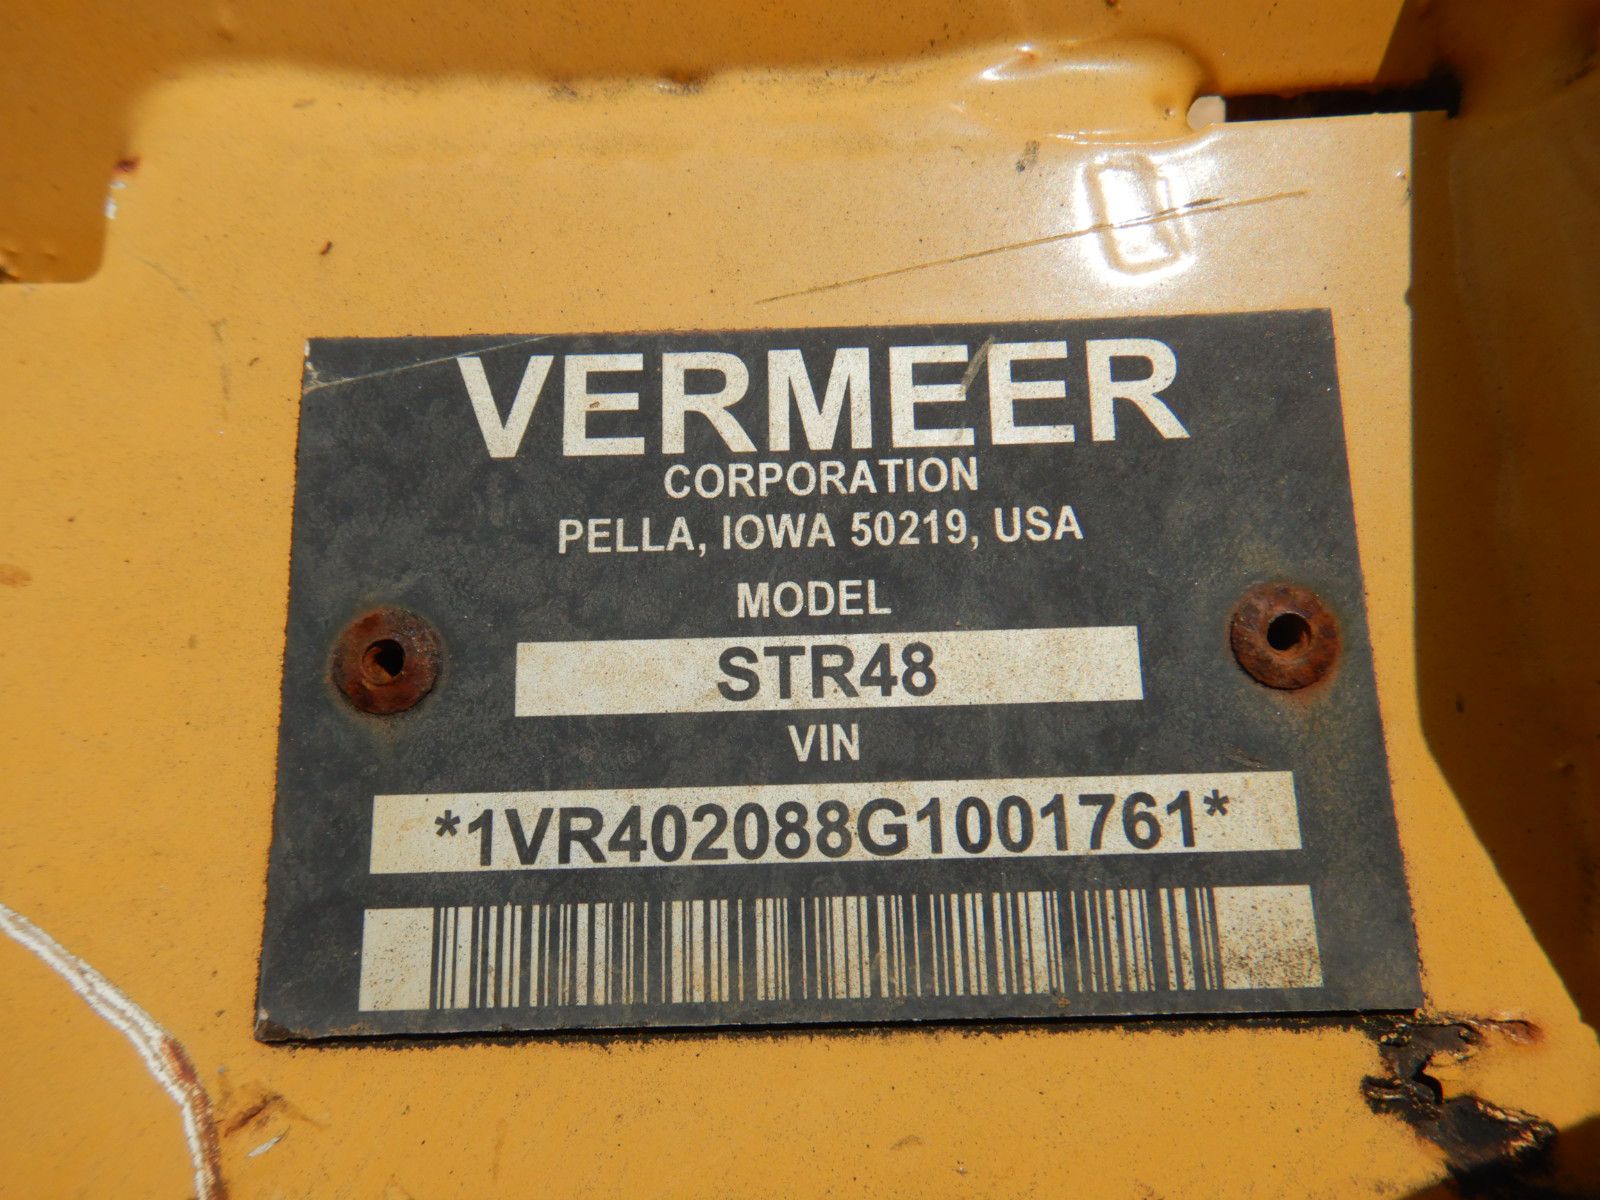 VERMEER
CORPORATION
PELLA, IOWA 50219, USA
MODEL
STR48
VIN
*1VR402088G1001761*